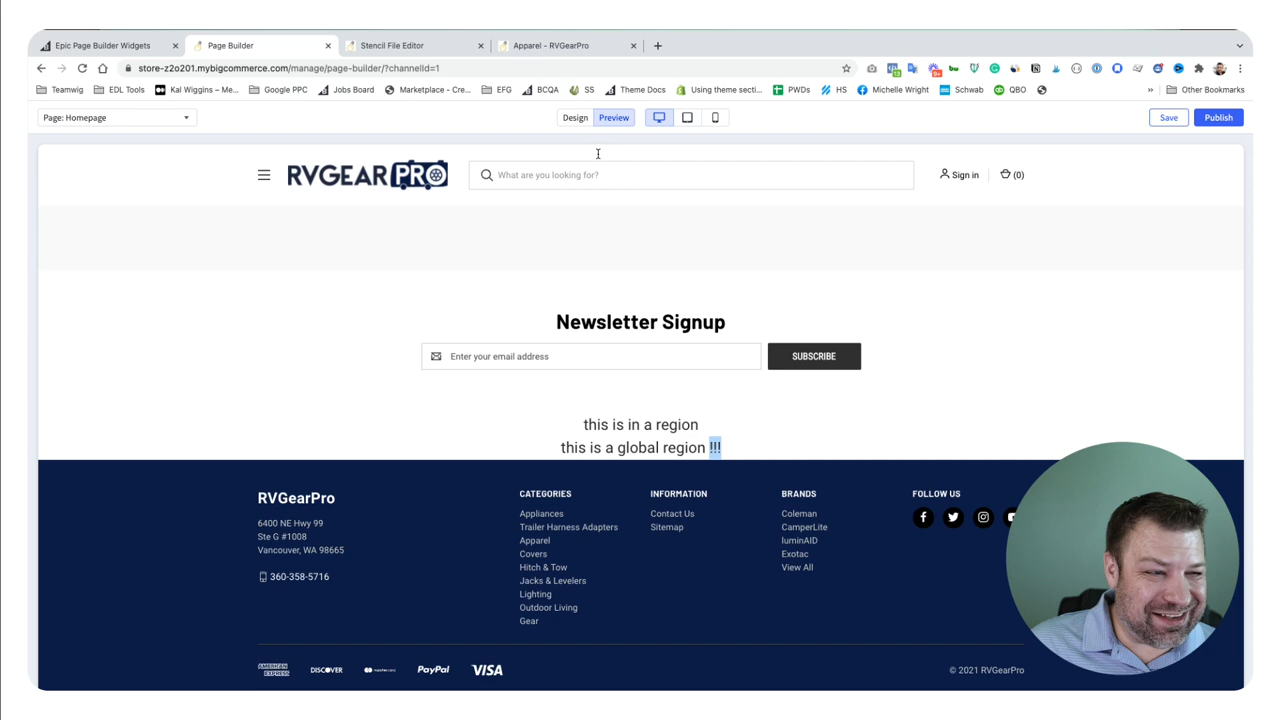 Epic Page Builder Widgets
Page Builder
Stencil File Editor
Apparel - RVGearPro
store-z2o201.mybigcommerce.com/manage/page-builder/?channelId=1
Teamwig
EDL Tools
Kal Wiggins – Me...
Google PPC
Jobs Board
Marketplace - Cre...
EFG
BCQA
SS
Theme Docs
Using theme secti...
PWDs
HS
Michelle Wright
Schwab
QBO
Other Bookmarks
Page: Homepage
Design
Preview
Save
Publish
RVGEARPRO
What are you looking for?
Sign in
(0)
Newsletter Signup
Enter your email address
SUBSCRIBE
this is in a region
this is a global region !!!
RVGearPro
6400 NE Hwy 99
Ste G #1008
Vancouver, WA 98665
360-358-5716
CATEGORIES
Appliances
Trailer Harness Adapters
Apparel
Covers
Hitch & Tow
Jacks & Levelers
Lighting
Outdoor Living
Gear
INFORMATION
Contact Us
Sitemap
BRANDS
Coleman
CamperLite
luminAID
Exotac
View All
FOLLOW US
AMERICAN EXPRESS
DISCOVER
mastercard
PayPal
VISA
© 2021 RVGearPro